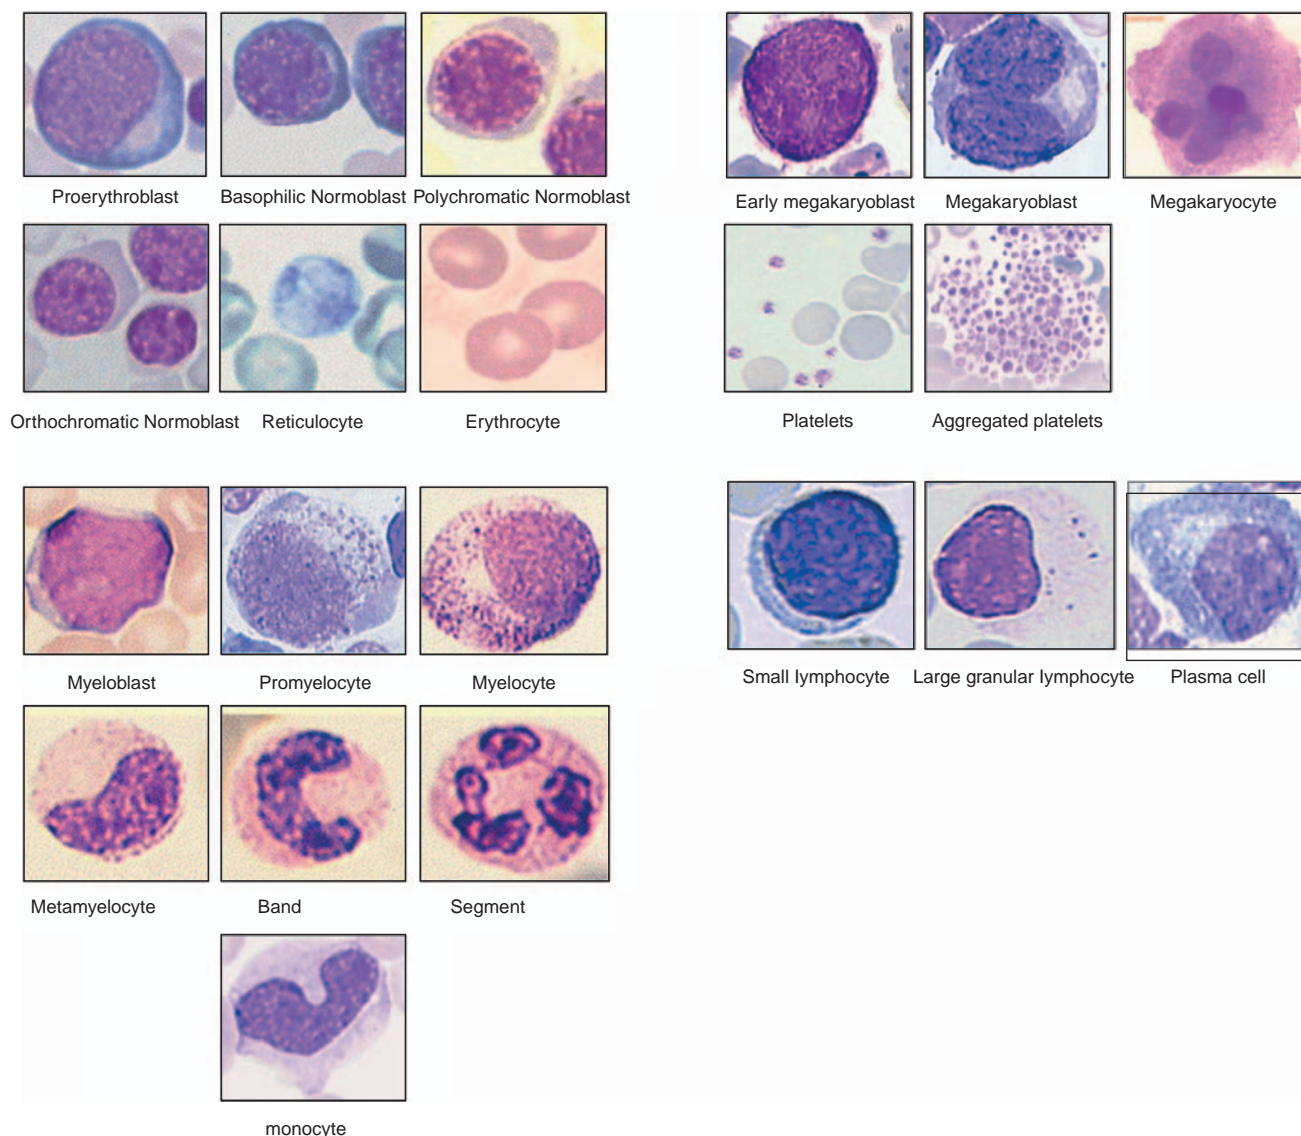 Proerythroblast
Basophilic Normoblast
Polychromatic Normoblast
Early megakaryoblast
Megakaryoblast
Megakaryocyte
Orthochromatic Normoblast
Reticulocyte
Erythrocyte
Platelets
Aggregated platelets
Myeloblast
Promyelocyte
Myelocyte
Small lymphocyte
Large granular lymphocyte
Plasma cell
Metamyelocyte
Band
Segment
monocyte